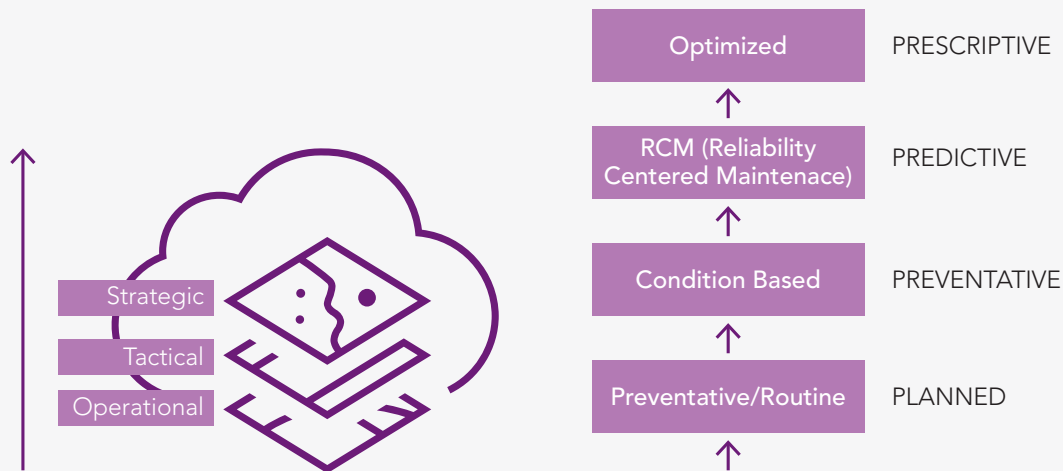 Strategic
Tactical
Operational
Optimized
PRESCRIPTIVE
RCM (Reliability
Centered Maintenace)
PREDICTIVE
Condition Based
PREVENTATIVE
Preventative/Routine
PLANNED